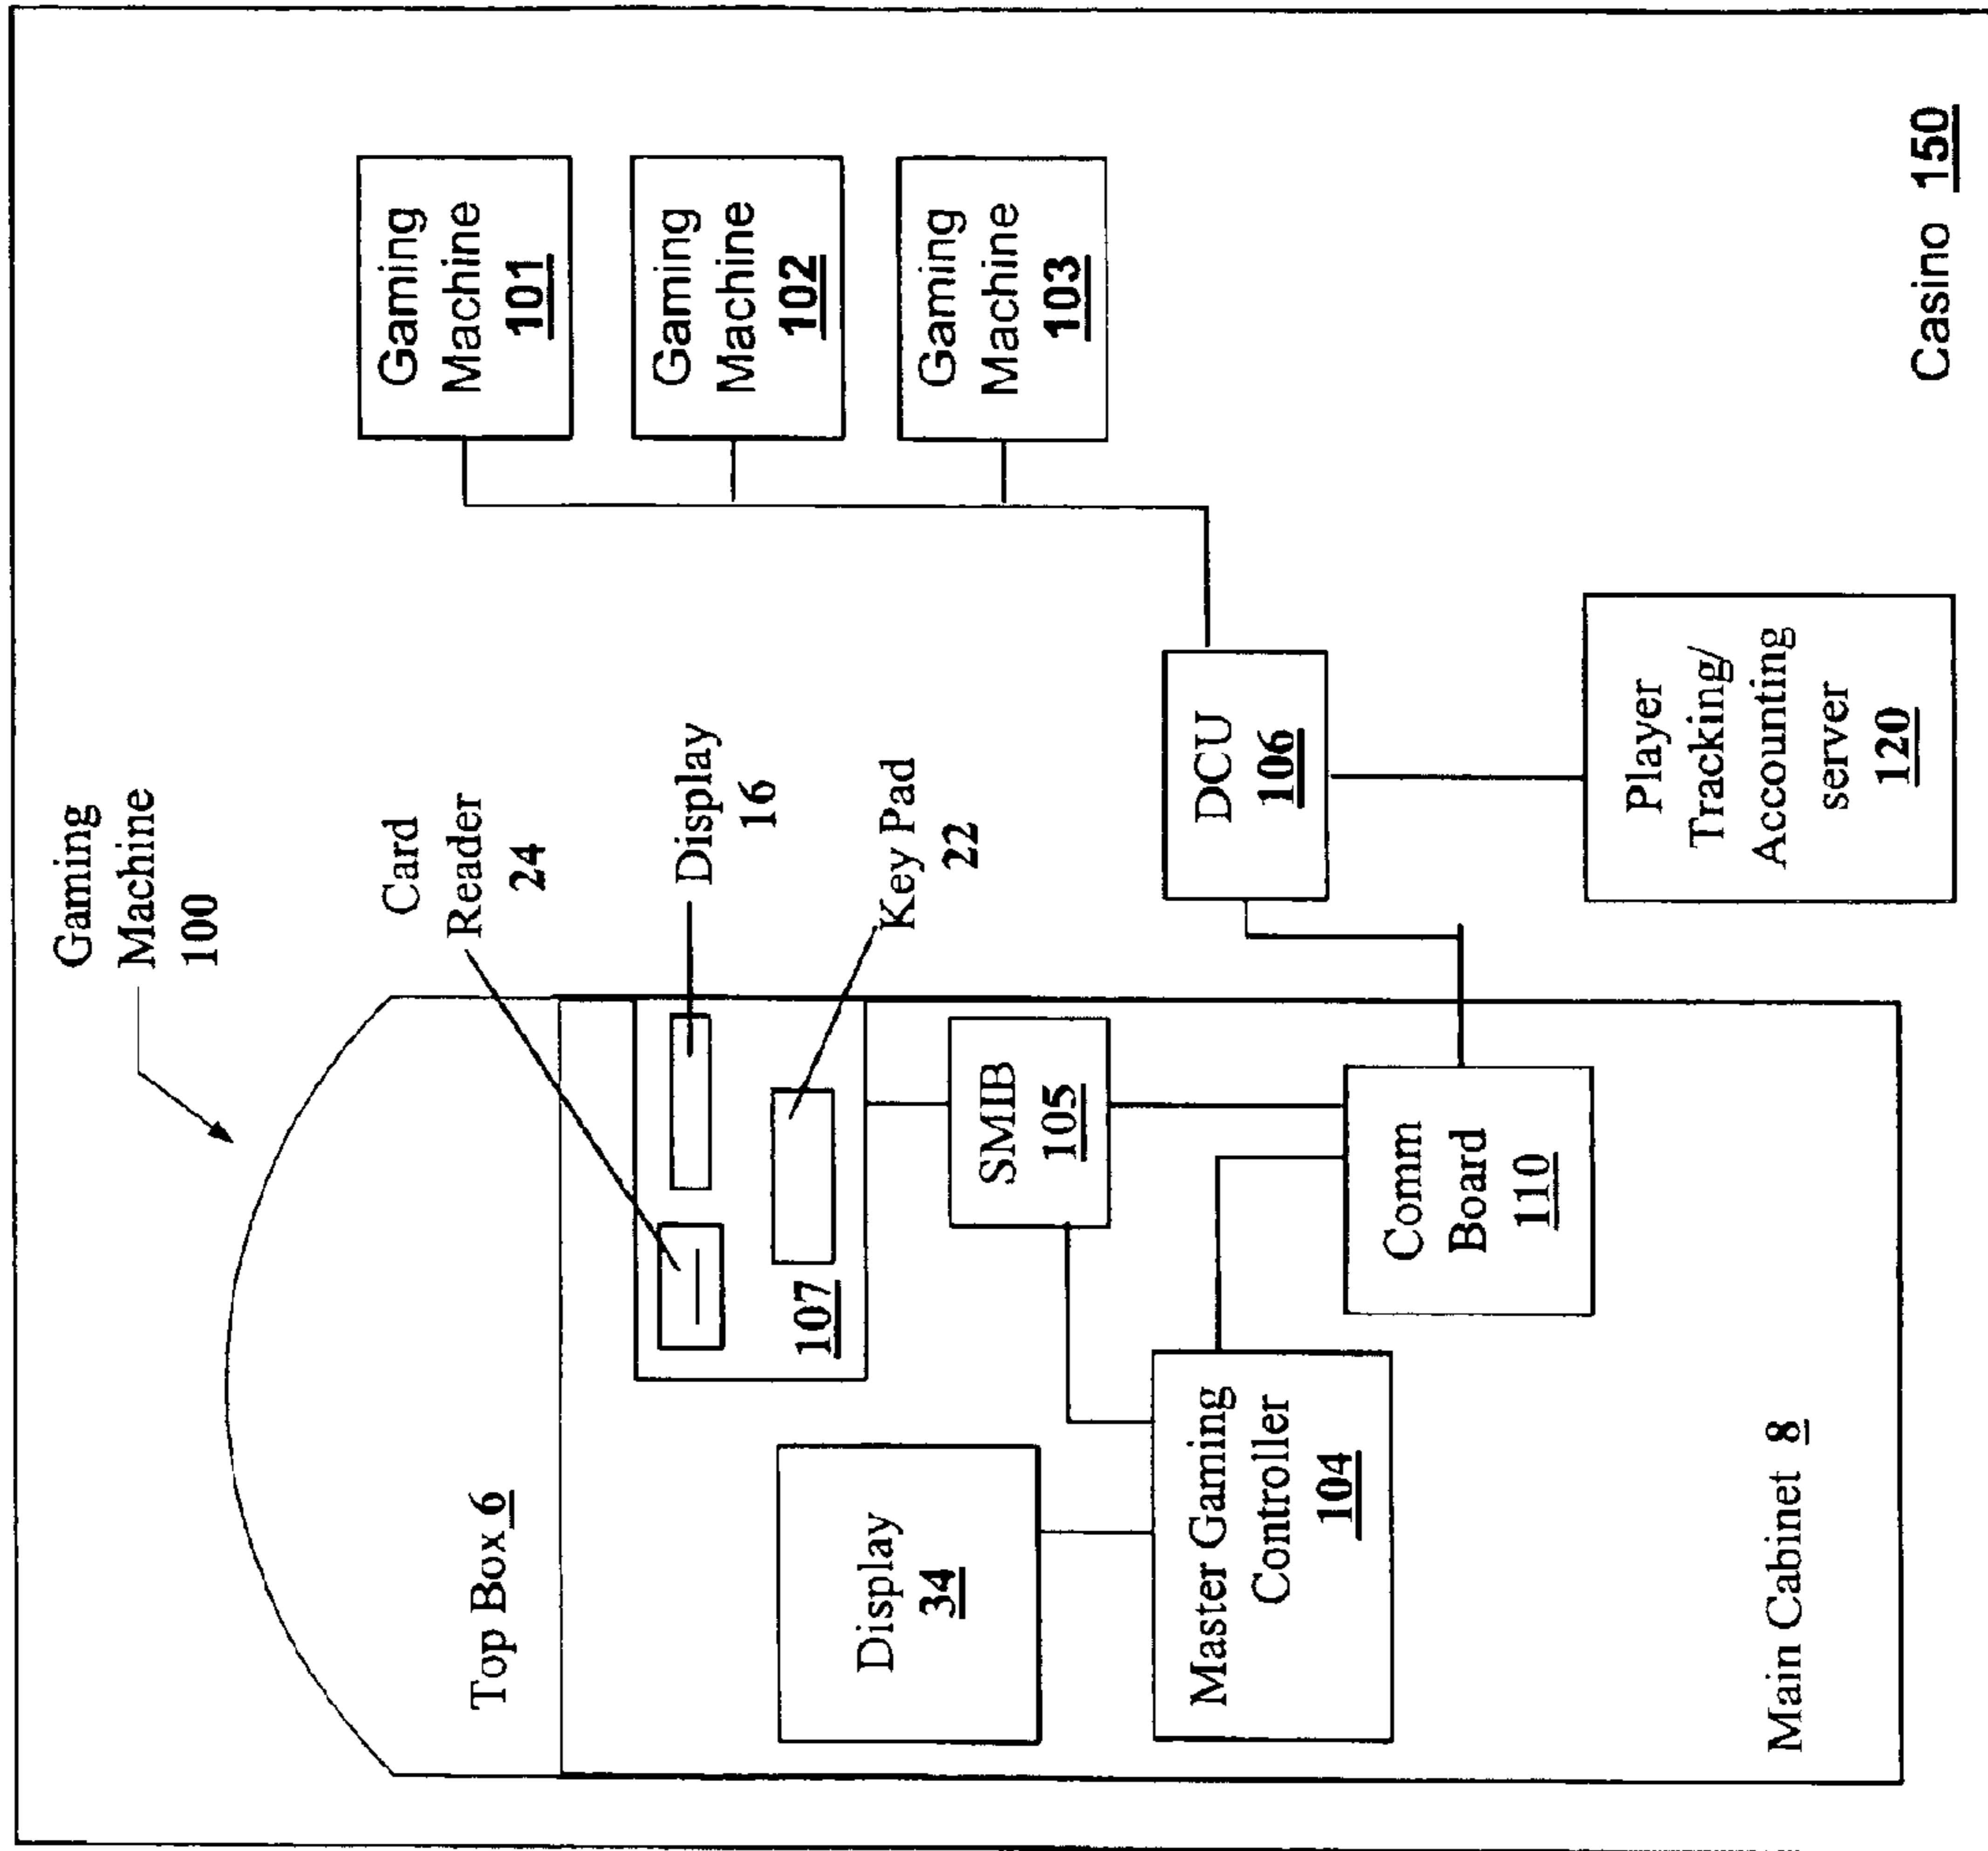 Gaming
Machine
100
Card
Reader
24
Display
16
Key Pad
22
Top Box 6
107
Display
34
SMIB
105
Master Gaming
Controller
104
Comm
Board
110
Main Cabinet 8
Gaming
Machine
101
Gaming
Machine
102
Gaming
Machine
103
DCU
106
Player
Tracking/
Accounting
server
120
Casino 150